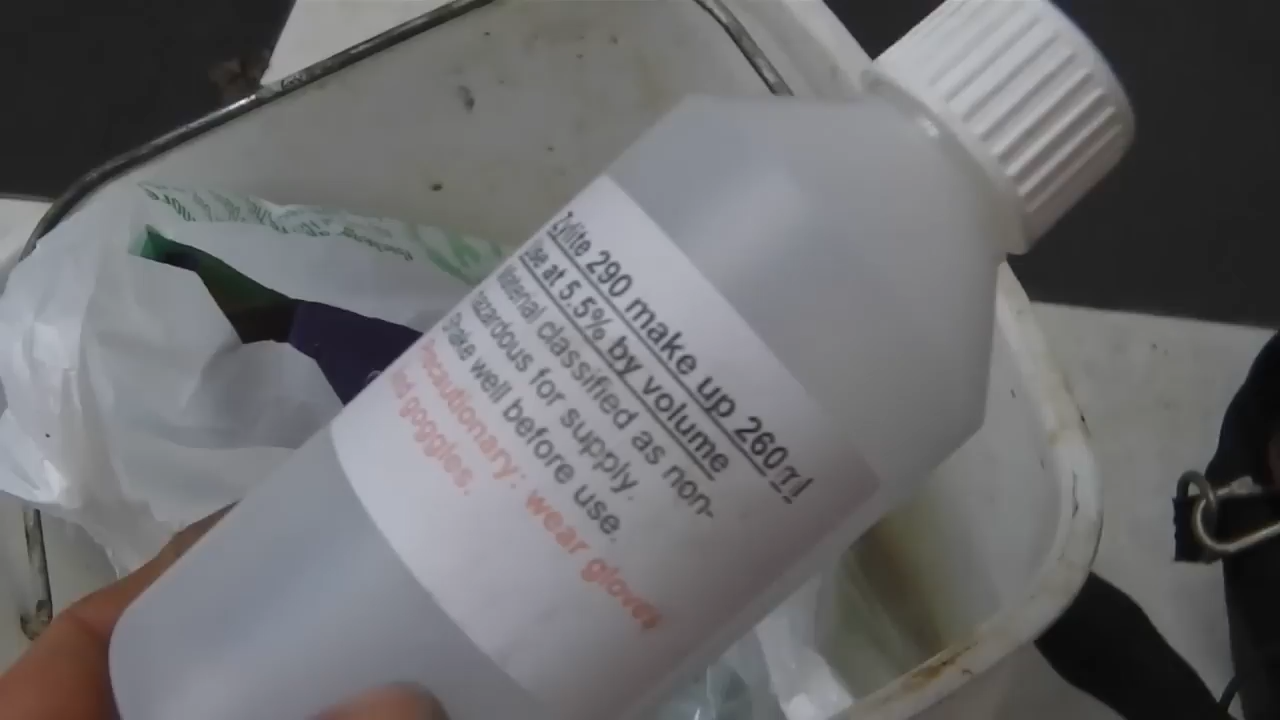 Zylite 290 make up 260ml
Use at 5.5% by volume
Material classified as non-
hazardous for supply.
Shake well before use.
Precautionary: wear gloves
and goggles.